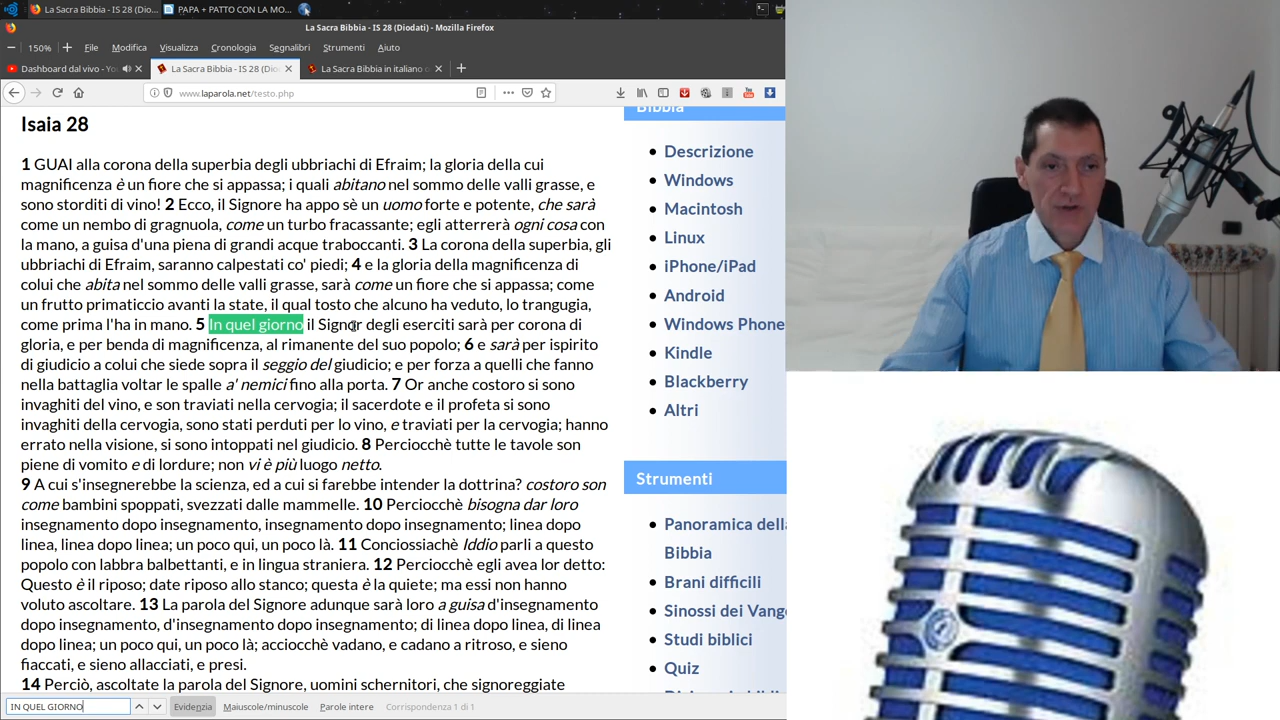 La Sacra Bibbia - IS 28 (Dio...
PAPA + PATTO CON LA MO...
La Sacra Bibbia - IS 28 (Diodati) - Mozilla Firefox
150%
File Modifica Visualizza Cronologia Segnalibri Strumenti Aiuto
Dashboard dal vivo - Yo
La Sacra Bibbia - IS 28 (Dio
La Sacra Bibbia in italiano o
www.laparola.net/testo.php
Isaia 28
1 GUAI alla corona della superbia degli ubbriachi di Efraim; la gloria della cui
magnificenza è un fiore che si appassa; i quali abitano nel sommo delle valli grasse, e
sono storditi di vino! 2 Ecco, il Signore ha appo sè un uomo forte e potente, che sarà
come un nembo di gragnuola, come un turbo fracassante; egli atterrerà ogni cosa con
la mano, a guisa d'una piena di grandi acque traboccanti. 3 La corona della superbia, gli
ubbriachi di Efraim, saranno calpestati co' piedi; 4 e la gloria della magnificenza di
colui che abita nel sommo delle valli grasse, sarà come un fiore che si appassa; come
un frutto primaticcio avanti la state, il qual tosto che alcuno ha veduto, lo trangugia,
come prima l'ha in mano. 5 In quel giorno il Signor degli eserciti sarà per corona di
gloria, e per benda di magnificenza, al rimanente del suo popolo; 6 e sarà per ispirito
di giudicio a colui che siede sopra il seggio del giudicio; e per forza a quelli che fanno
nella battaglia voltar le spalle a' nemici fino alla porta. 7 Or anche costoro si sono
invaghiti del vino, e son traviati nella cervogia; il sacerdote e il profeta si sono
invaghiti della cervogia, sono stati perduti per lo vino, e traviati per la cervogia; hanno
errato nella visione, si sono intoppati nel giudicio. 8 Perciocchè tutte le tavole son
piene di vomito e di lordure; non vi è più luogo netto.
9 A cui s'insegnerebbe la scienza, ed a cui si farebbe intender la dottrina? costoro son
come bambini spoppati, svezzati dalle mammelle. 10 Perciocchè bisogna dar loro
insegnamento dopo insegnamento, insegnamento dopo insegnamento; linea dopo
linea, linea dopo linea; un poco qui, un poco là. 11 Conciossiachè Iddio parli a questo
popolo con labbra balbettanti, e in lingua straniera. 12 Perciocchè egli avea lor detto:
Questo è il riposo; date riposo allo stanco; questa è la quiete; ma essi non hanno
voluto ascoltare. 13 La parola del Signore adunque sarà loro a guisa d'insegnamento
dopo insegnamento, d'insegnamento dopo insegnamento; di linea dopo linea, di linea
dopo linea; un poco qui, un poco là; acciocchè vadano, e cadano a ritroso, e sieno
fiaccati, e sieno allacciati, e presi.
14 Perciò, ascoltate la parola del Signore, uomini schernitori, che signoreggiate
Bibbia
Descrizione
Windows
Macintosh
Linux
iPhone/iPad
Android
Windows Phone
Kindle
Blackberry
Altri
Strumenti
Panoramica della
Bibbia
Brani difficili
Sinossi dei Vange
Studi biblici
Quiz
IN QUEL GIORNO
Evidenzia Maiuscole/minuscole Parole intere Corrispondenza 1 di 1